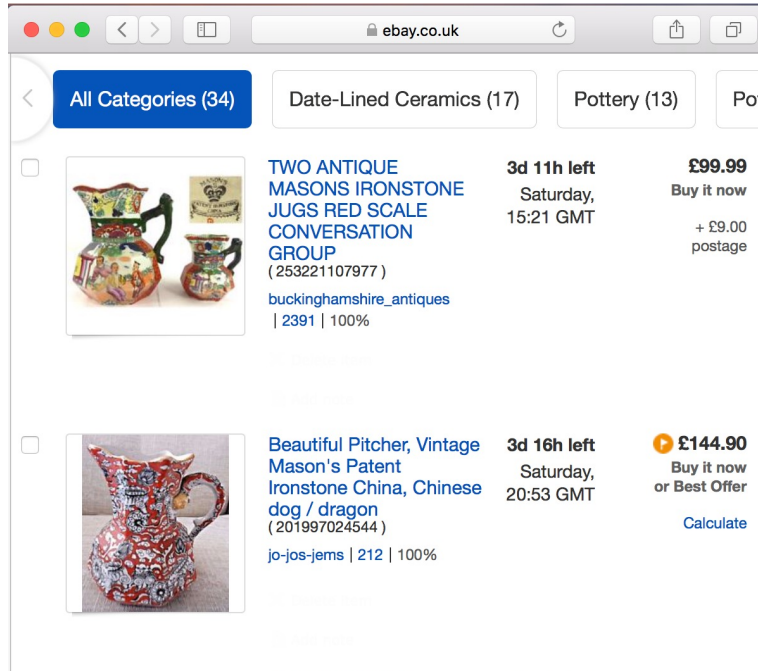 ebay.co.uk
All Categories (34)
Date-Lined Ceramics (17)
Pottery (13)
TWO ANTIQUE
MASONS IRONSTONE
JUGS RED SCALE
CONVERSATION
GROUP
( 253221107977 )
buckinghamshire_antiques
| 2391 | 100%
3d 11h left
Saturday,
15:21 GMT
£99.99
Buy it now
+ £9.00
postage
Beautiful Pitcher, Vintage
Mason's Patent
Ironstone China, Chinese
dog / dragon
( 201997024544 )
jo-jos-jems | 212 | 100%
3d 16h left
Saturday,
20:53 GMT
£144.90
Buy it now
or Best Offer
Calculate